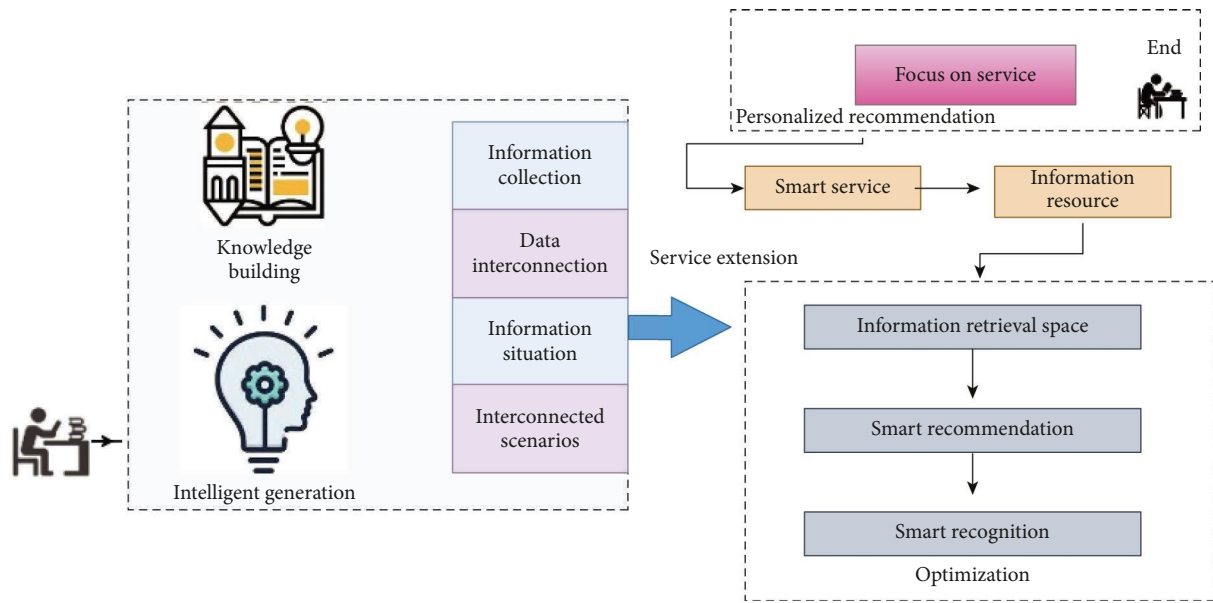 Knowledge
building
Intelligent generation
Information
collection
Data
interconnection
Information
situation
Interconnected
scenarios
Service extension
End
Focus on service
Personalized recommendation
Smart service
Information
resource
Information retrieval space
Smart recommendation
Smart recognition
Optimization